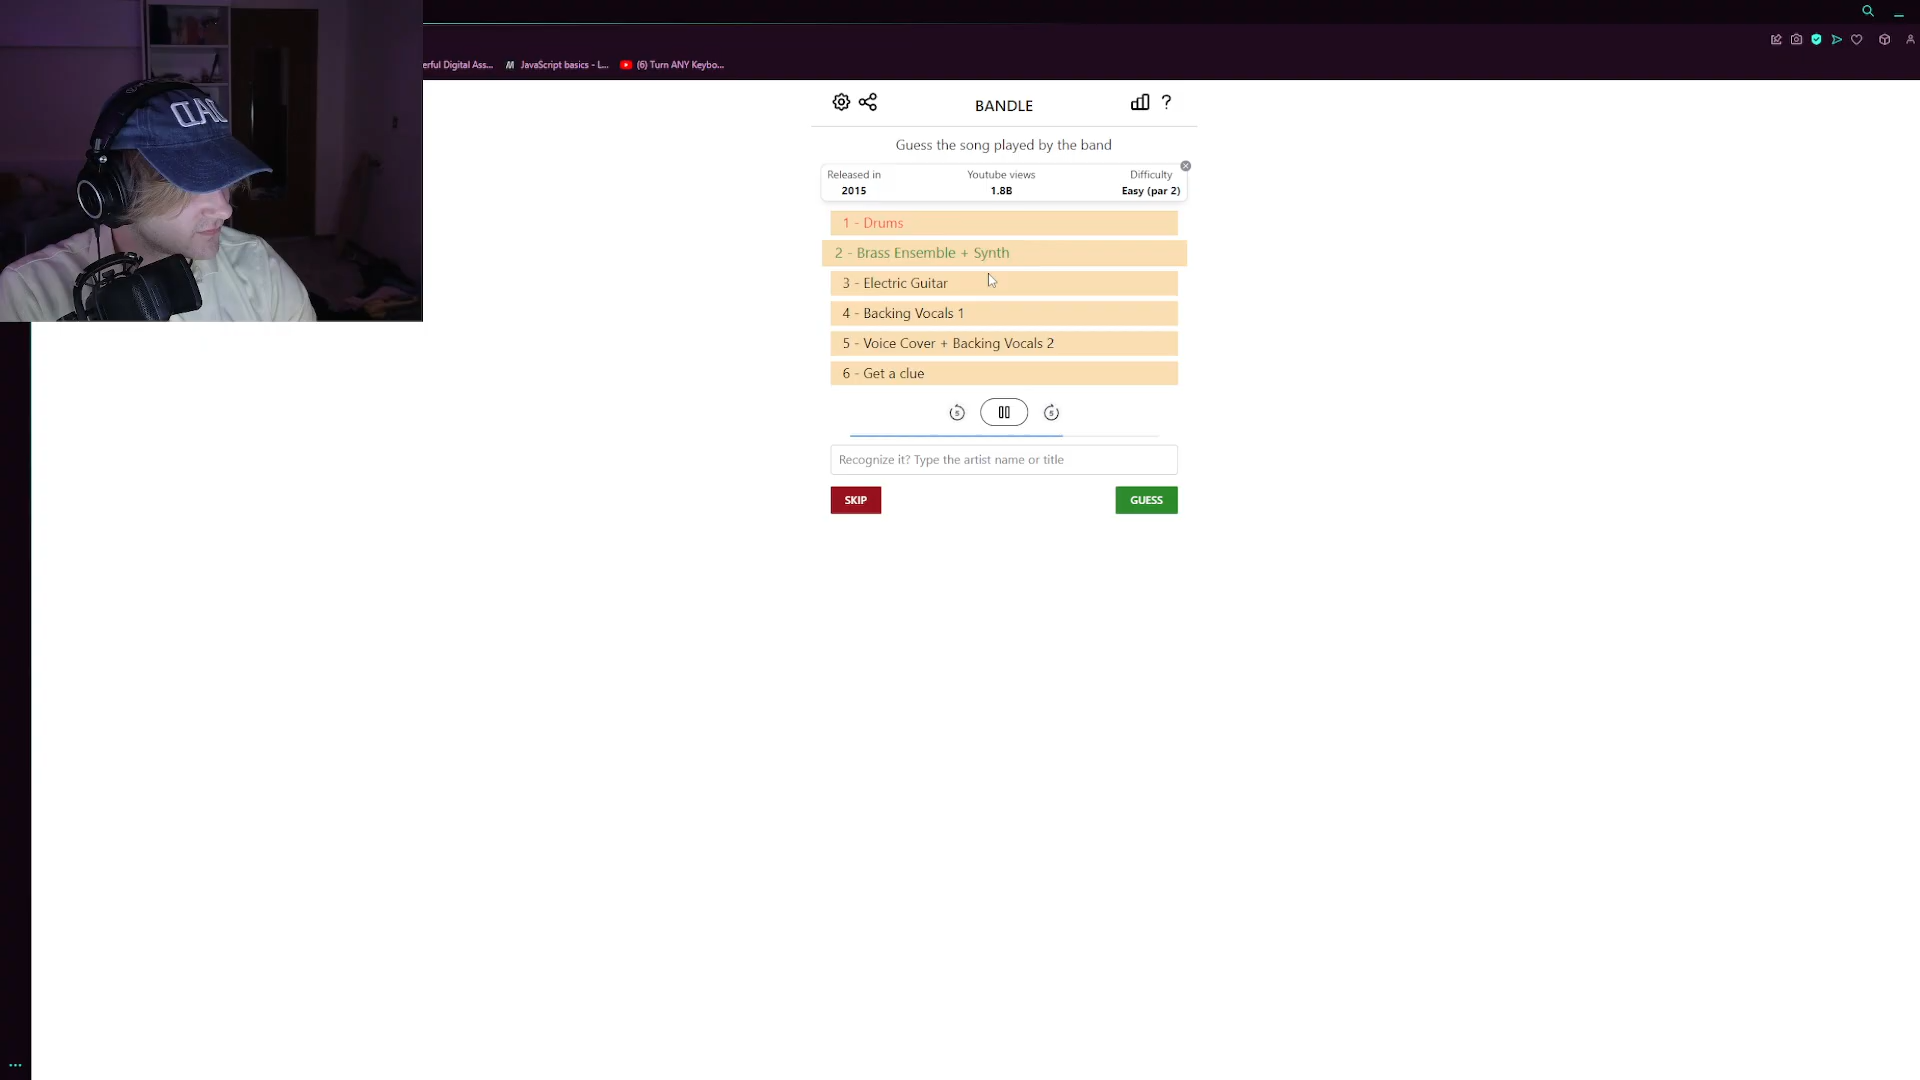 erful Digital Ass...
JavaScript basics - L...
(6) Turn ANY Keybo...
BANDLE
?
Guess the song played by the band
Released in
2015
Youtube views
1.8B
Difficulty
Easy (par 2)
1 - Drums
2 - Brass Ensemble + Synth
3 - Electric Guitar
4 - Backing Vocals 1
5 - Voice Cover + Backing Vocals 2
6 - Get a clue
5
5
Recognize it? Type the artist name or title
SKIP
GUESS